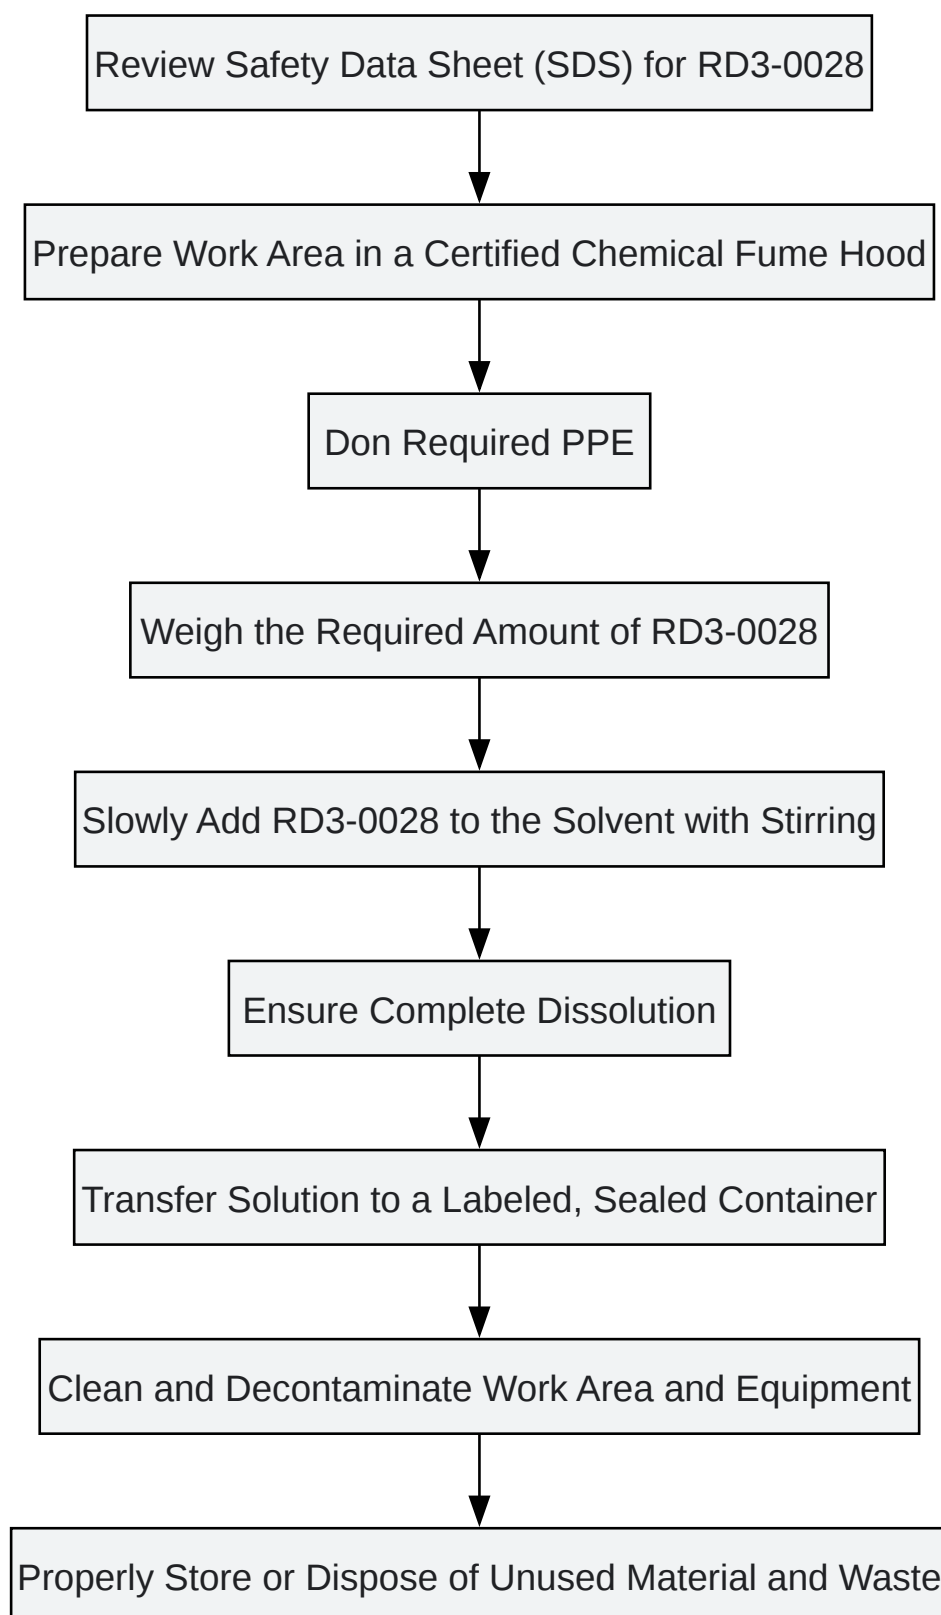 Review Safety Data Sheet (SDS) for RD3-0028
Prepare Work Area in a Certified Chemical Fume Hood
Don Required PPE
Weigh the Required Amount of RD3-0028
Slowly Add RD3-0028 to the Solvent with Stirring
Ensure Complete Dissolution
Transfer Solution to a Labeled, Sealed Container
Clean and Decontaminate Work Area and Equipment
Properly Store or Dispose of Unused Material and Waste